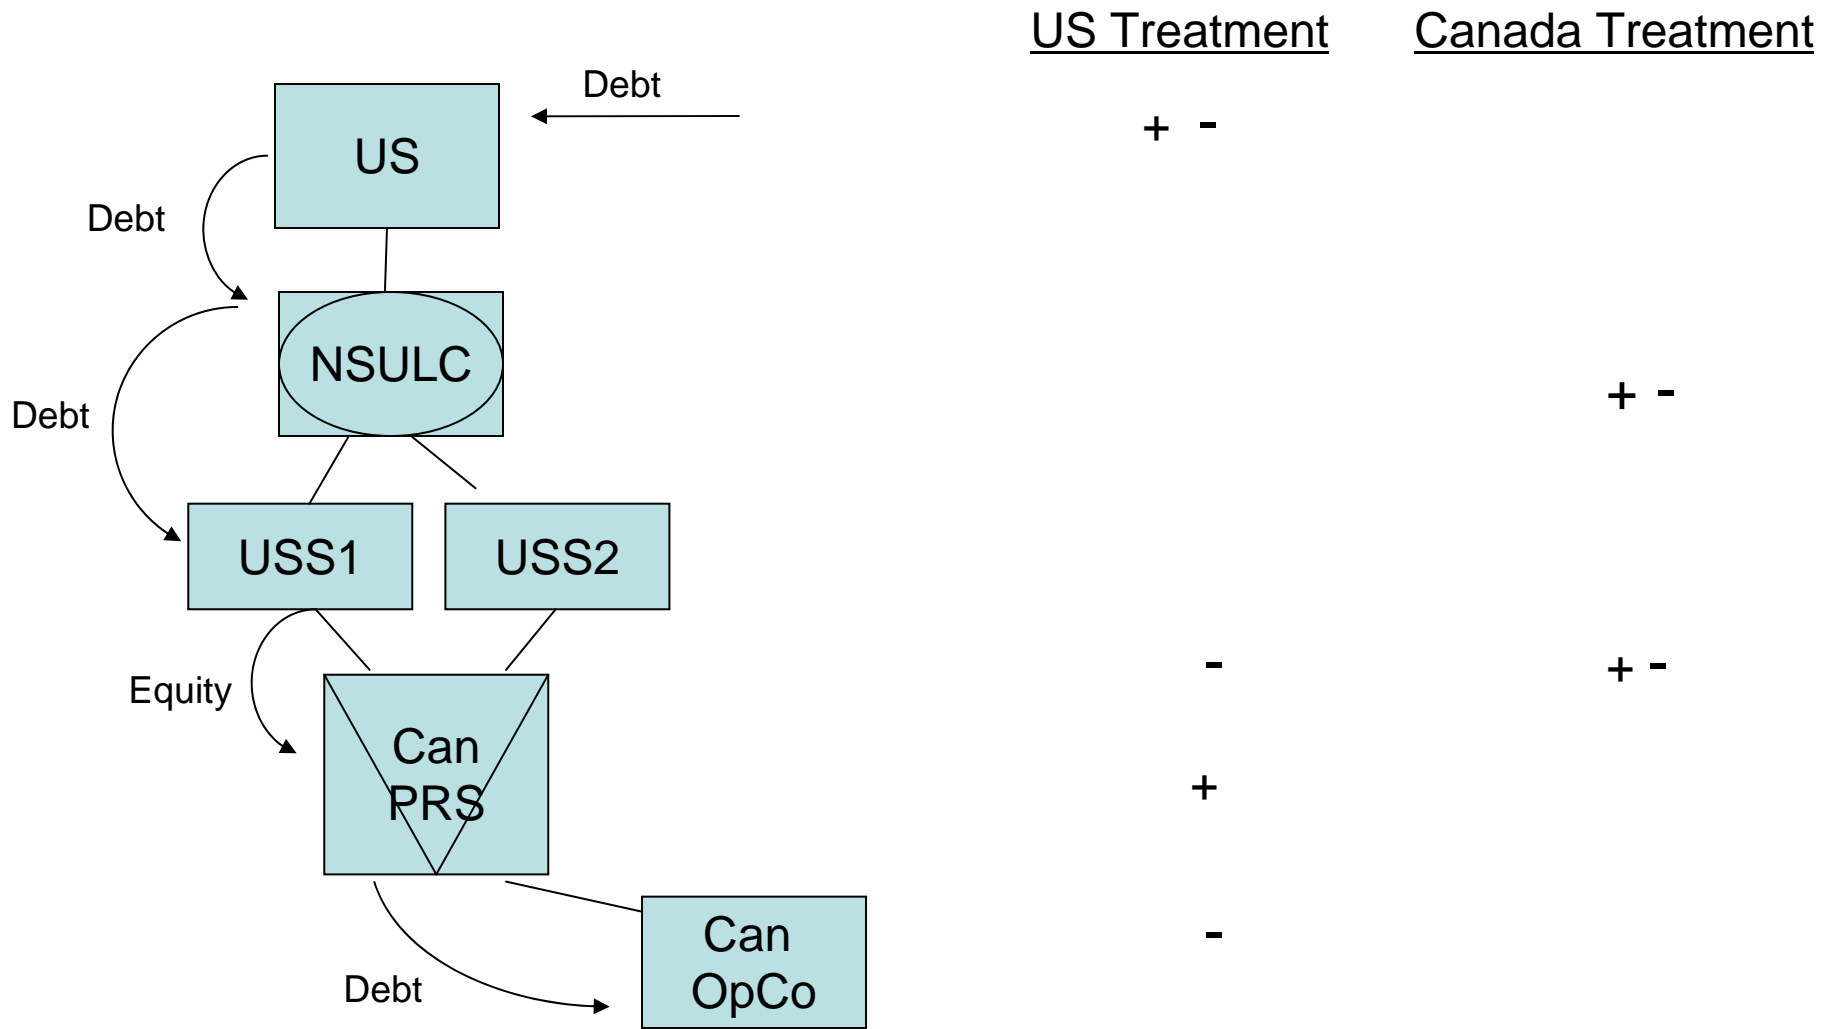 US Treatment
Canada Treatment
Debt
+ -
US
Debt
NSULC
+ -
Debt
USS1
USS2
-
+ -
Equity
Can
PRS
+
Can
OpCo
-
Debt